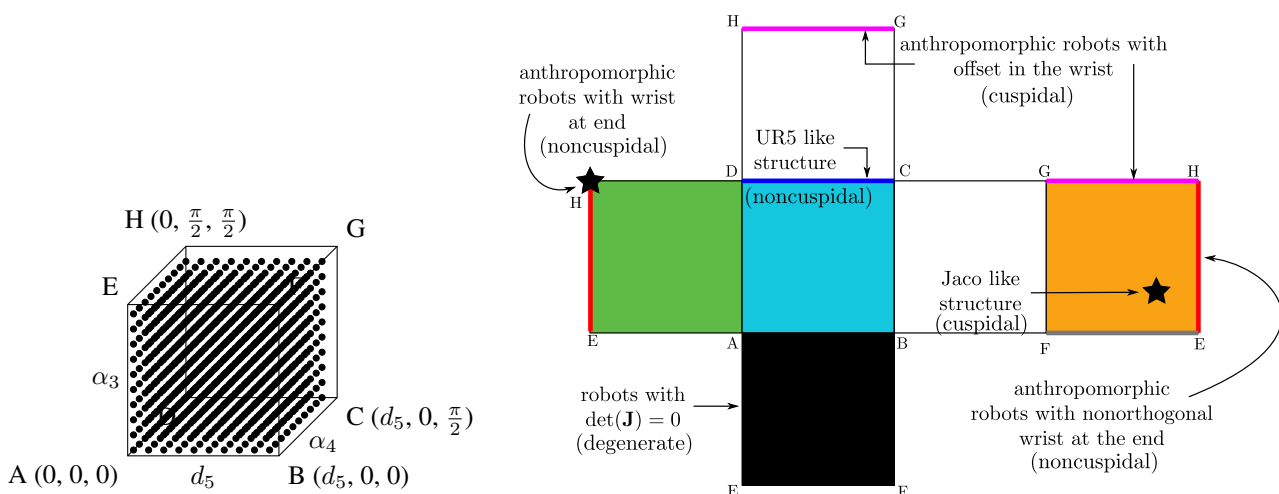 H (0, π/2, π/2)
G
E
α₃
C (d₅, 0, π/2)
α₄
A (0, 0, 0)
d₅
B (d₅, 0, 0)
H
G
anthropomorphic robots with
offset in the wrist
(cuspidal)
anthropomorphic
robots with wrist
at end
(noncuspidal)
UR5 like
structure
D
C
G
H
H
(noncuspidal)
Jaco like
structure
(cuspidal)
E
A
B
F
E
robots with
det(J) = 0
(degenerate)
anthropomorphic
robots with nonorthogonal
wrist at the end
(noncuspidal)
E
F